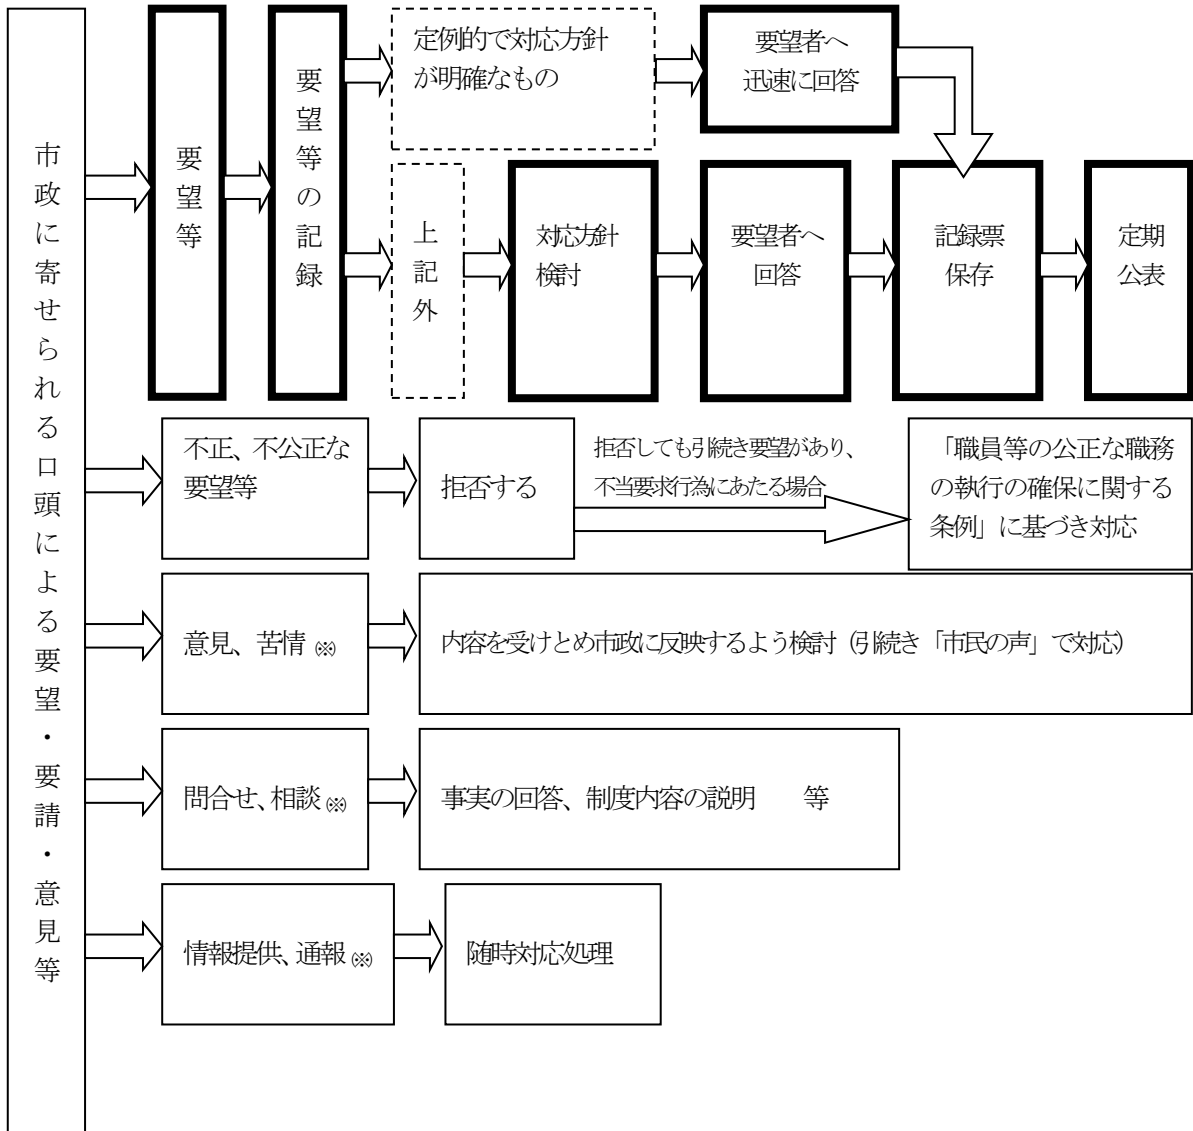 市政に寄せられる口頭による要望・要請・意見等
要望等
要望等の記録
定例的で対応方針
が明確なもの
要望者へ
迅速に回答
上記外
対応方針
検討
要望者へ
回答
記録票
保存
定期
公表
不正、不公正な
要望等
拒否する
拒否しても引続き要望があり、
不当要求行為にあたる場合
「職員等の公正な職務
の執行の確保に関する
条例」に基づき対応
意見、苦情(※)
内容を受けとめ市政に反映するよう検討（引続き「市民の声」で対応）
問合せ、相談(※)
事実の回答、制度内容の説明　　等
情報提供、通報(※)
随時対応処理